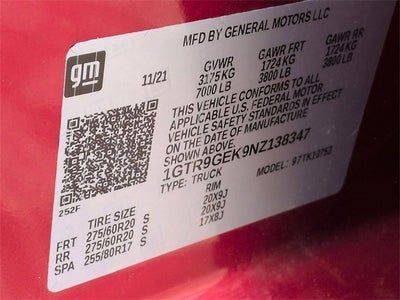 MFD BY GENERAL MOTORS LLC
gm
11/21
GVWR GAWR FRT GAWR RR
3175 KG 1724 KG 1724 KG
7000 LB 3800 LB 3800 LB
THIS VEHICLE CONFORMS TO ALL
APPLICABLE U.S. FEDERAL MOTOR
VEHICLE SAFETY STANDARDS IN EFFECT
ON THE DATE OF MANUFACTURE
SHOWN ABOVE.
1GTR9GEK9NZ138347
TYPE: TRUCK MODEL: 97TK10753
252F
TIRE SIZE RIM
FRT 275/60R20 S 20X9J
RR 275/60R20 S 20X9J
SPA 255/80R17 S 17X8J